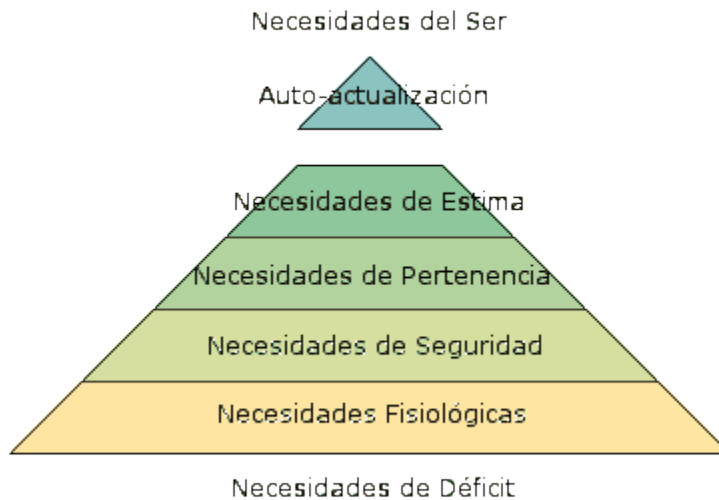 Necesidades del Ser
Auto-actualización
Necesidades de Estima
Necesidades de Pertenencia
Necesidades de Seguridad
Necesidades Fisiológicas
Necesidades de Déficit